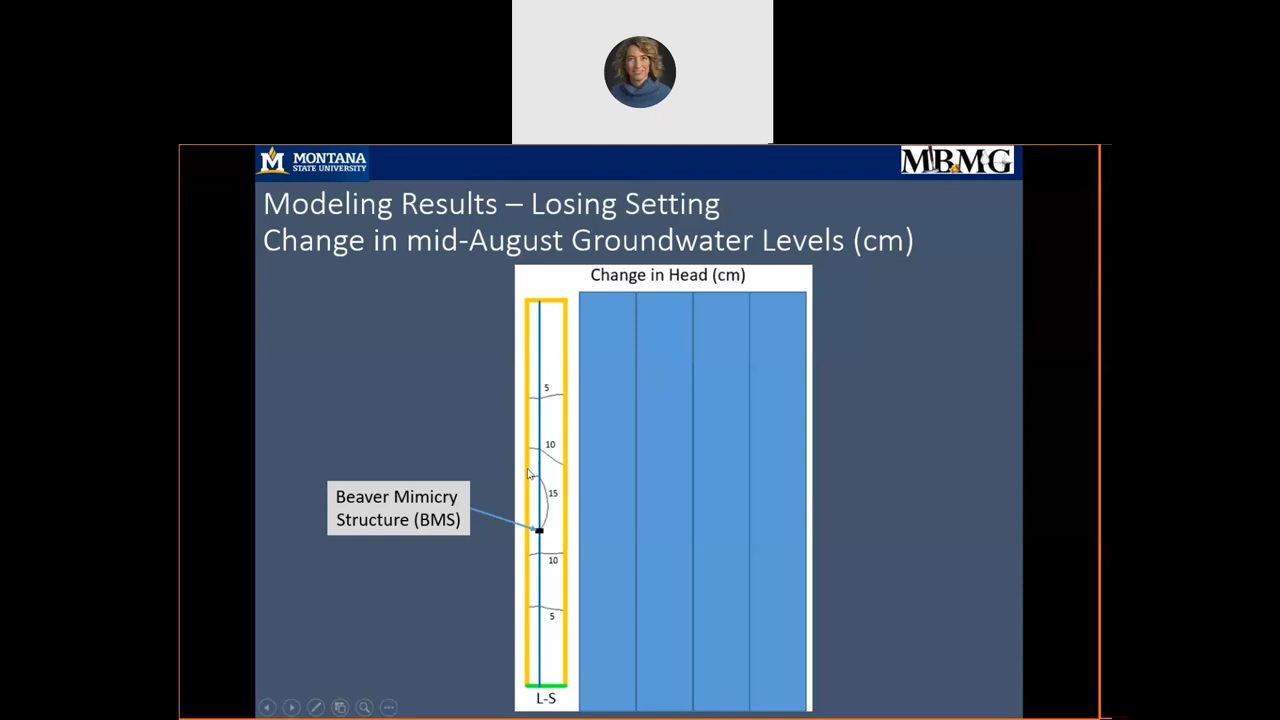 MONTANA
STATE UNIVERSITY
MBMG
Modeling Results – Losing Setting
Change in mid-August Groundwater Levels (cm)
Change in Head (cm)
5
10
15
Beaver Mimicry
Structure (BMS)
10
5
L-S